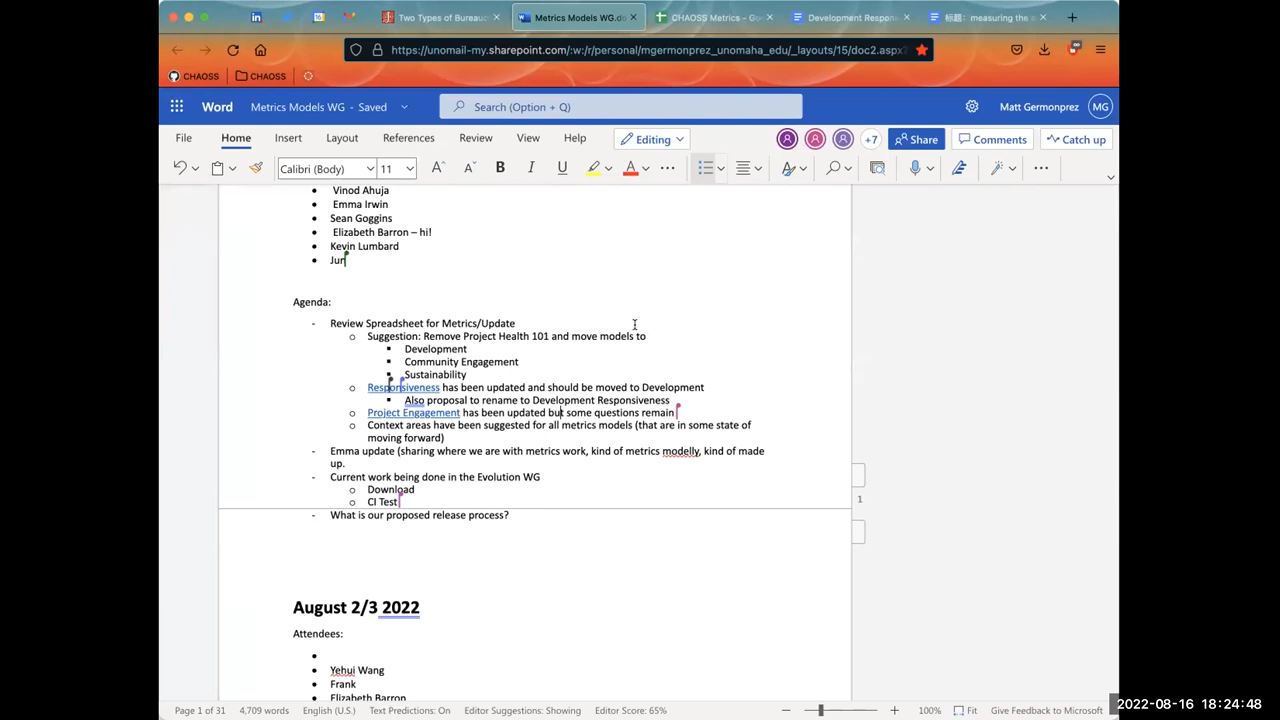 Two Types of Bureauc
Metrics Models WG.do
CHAOSS Metrics - Go
Development Respon
标题: measuring the
https://unomail-my.sharepoint.com/:w:/r/personal/mgermonprez_unomaha_edu/_layouts/15/doc2.aspx?
CHAOSS
CHAOSS
Word
Metrics Models WG - Saved
Search (Option + Q)
Matt Germonprez
MG
File
Home
Insert
Layout
References
Review
View
Help
Editing
+7
Share
Comments
Catch up
Calibri (Body)
11
Vinod Ahuja
Emma Irwin
Sean Goggins
Elizabeth Barron – hi!
Kevin Lumbard
Jun
Agenda:
- Review Spreadsheet for Metrics/Update
o Suggestion: Remove Project Health 101 and move models to
▪ Development
▪ Community Engagement
▪ Sustainability
o Responsiveness has been updated and should be moved to Development
▪ Also proposal to rename to Development Responsiveness
o Project Engagement has been updated but some questions remain
o Context areas have been suggested for all metrics models (that are in some state of
moving forward)
- Emma update (sharing where we are with metrics work, kind of metrics modelly, kind of made
up.
- Current work being done in the Evolution WG
o Download
o CI Test
1
- What is our proposed release process?
August 2/3 2022
Attendees:
Yehui Wang
Frank
Elizabeth Barron
Page 1 of 31
4,709 words
English (U.S.)
Text Predictions: On
Editor Suggestions: Showing
Editor Score: 65%
100%
Fit
Give Feedback to Microsoft
2022-08-16 18:24:48